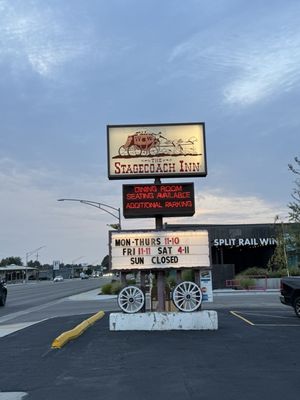 THE
STAGECOACH INN
DINING ROOM
SEATING AVAILABLE
ADDITIONAL PARKING
MON-THURS 11-10
FRI 11-11 SAT 4-11
SUN CLOSED
SPLIT RAIL WIN